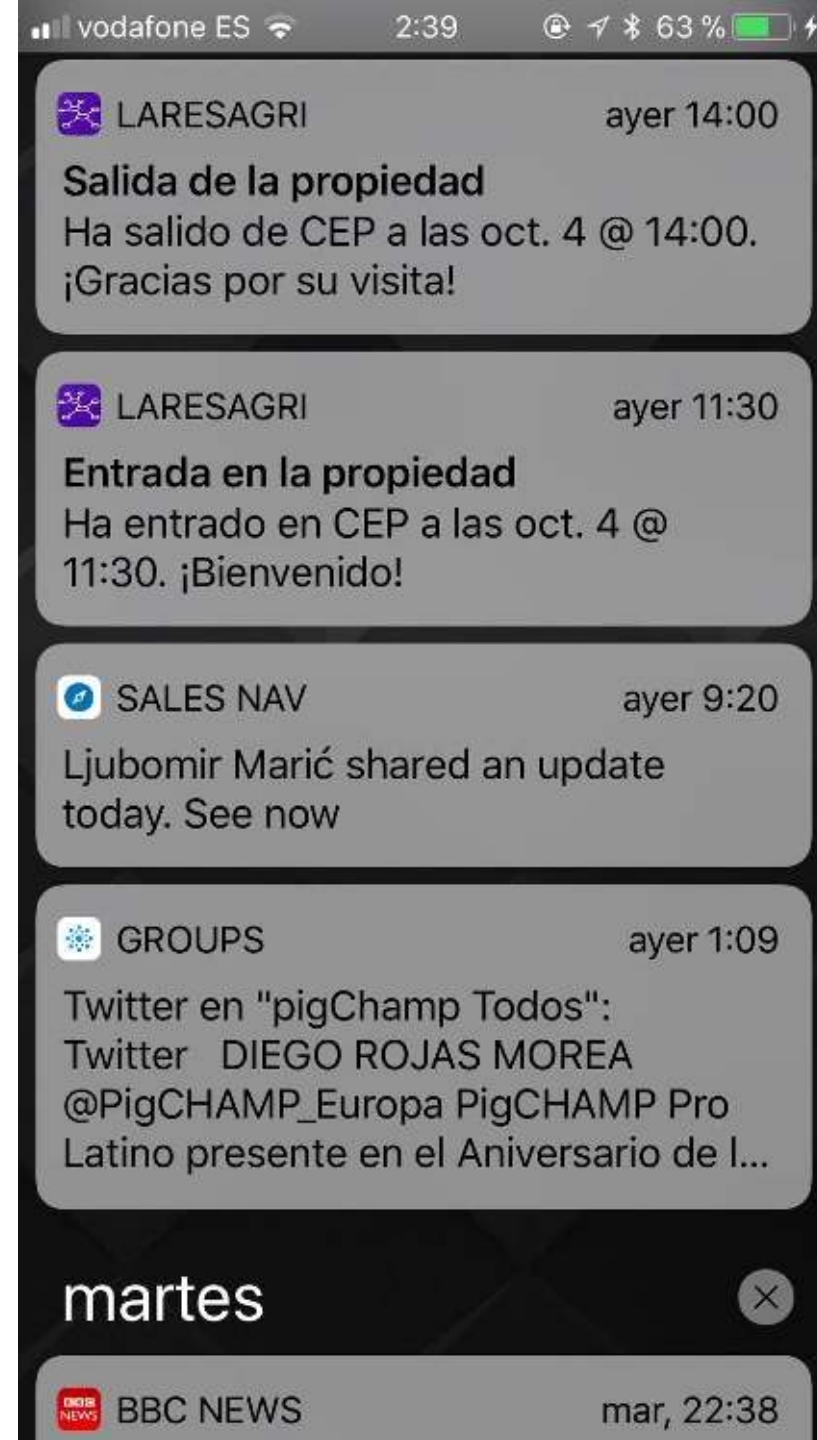 vodafone ES 2:39 63 %
LARESAGRI ayer 14:00
Salida de la propiedad
Ha salido de CEP a las oct. 4 @ 14:00.
¡Gracias por su visita!
LARESAGRI ayer 11:30
Entrada en la propiedad
Ha entrado en CEP a las oct. 4 @
11:30. ¡Bienvenido!
SALES NAV ayer 9:20
Ljubomir Marić shared an update
today. See now
GROUPS ayer 1:09
Twitter en "pigChamp Todos":
Twitter DIEGO ROJAS MOREA
@PigCHAMP_Europa PigCHAMP Pro
Latino presente en el Aniversario de l...
martes
BBC NEWS BBC NEWS mar, 22:38